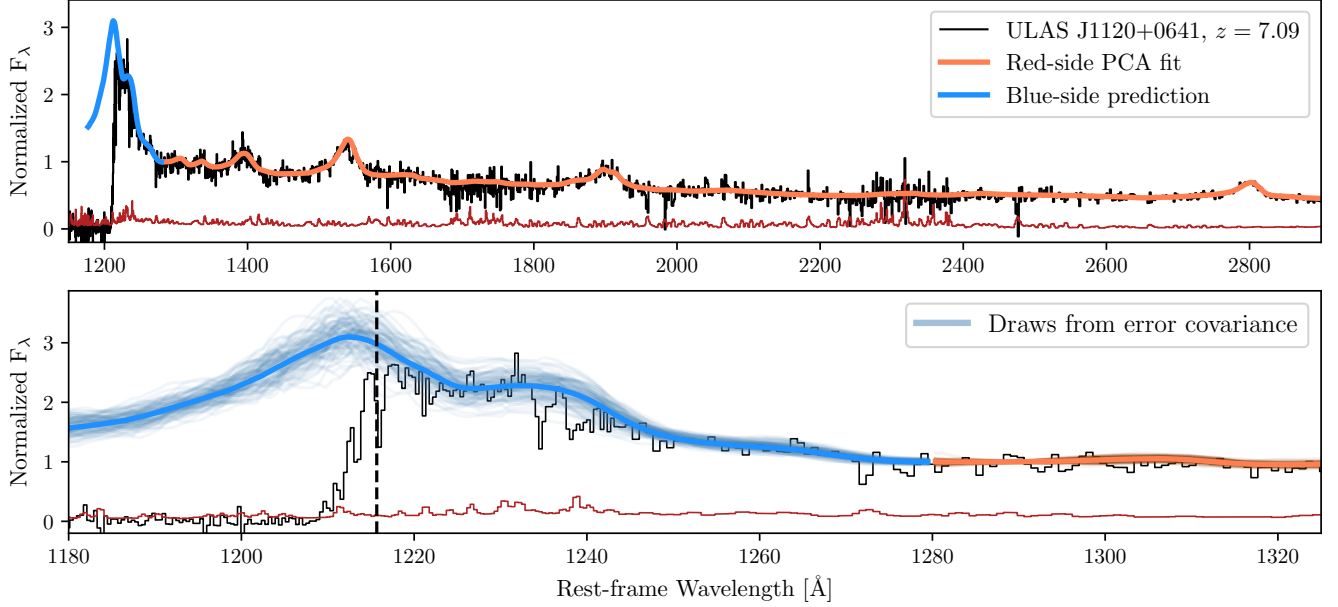 Normalized F_λ
3
2
1
0
ULAS J1120+0641, z = 7.09
Red-side PCA fit
Blue-side prediction
1200 1400 1600 1800 2000 2200 2400 2600 2800
Normalized F_λ
3
2
1
0
Draws from error covariance
1180 1200 1220 1240 1260 1280 1300 1320
Rest-frame Wavelength [Å]